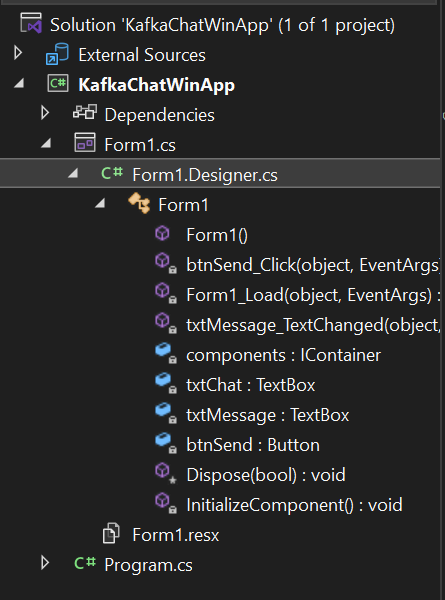 Solution 'KafkaChatWinApp' (1 of 1 project)
External Sources
C# KafkaChatWinApp
Dependencies
Form1.cs
C# Form1.Designer.cs
Form1
Form1()
btnSend_Click(object, EventArgs)
Form1_Load(object, EventArgs) :
txtMessage_TextChanged(object,
components : IContainer
txtChat : TextBox
txtMessage : TextBox
btnSend : Button
Dispose(bool) : void
InitializeComponent() : void
Form1.resx
C# Program.cs